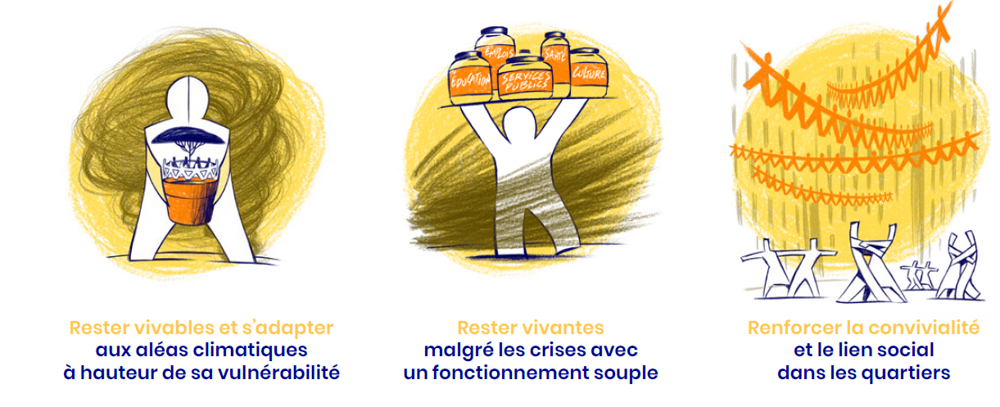 EMPLOIS
SANTÉ
ÉDUCATION
SERVICES
PUBLICS
CULTURE
Rester vivables et s'adapter
aux aléas climatiques
à hauteur de sa vulnérabilité
Rester vivantes
malgré les crises avec
un fonctionnement souple
Renforcer la convivialité
et le lien social
dans les quartiers